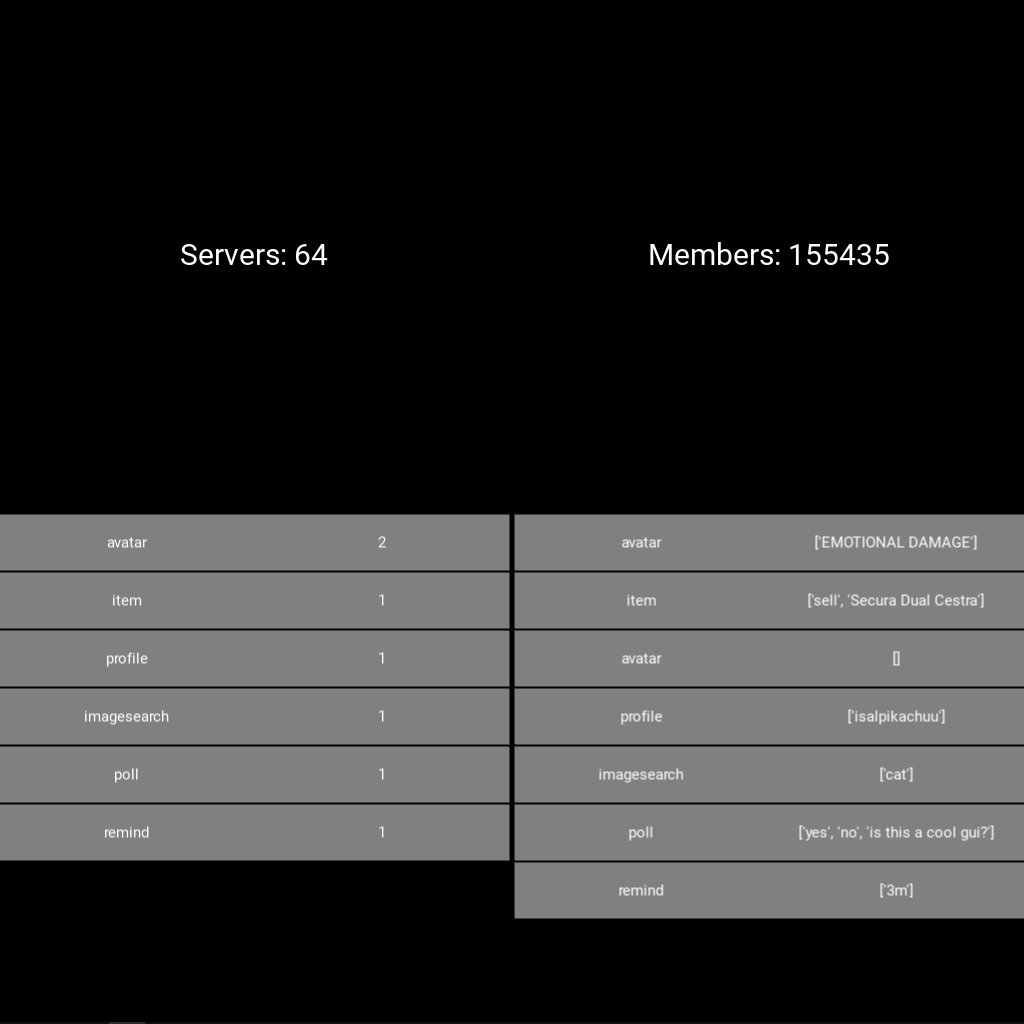 Servers: 64
Members: 155435
avatar 2
item 1
profile 1
imagesearch 1
poll 1
remind 1
avatar ['EMOTIONAL DAMAGE']
item ['sell', 'Secura Dual Cestra']
avatar []
profile ['isalpikachuu']
imagesearch ['cat']
poll ['yes', 'no', 'is this a cool gui?']
remind ['3m']